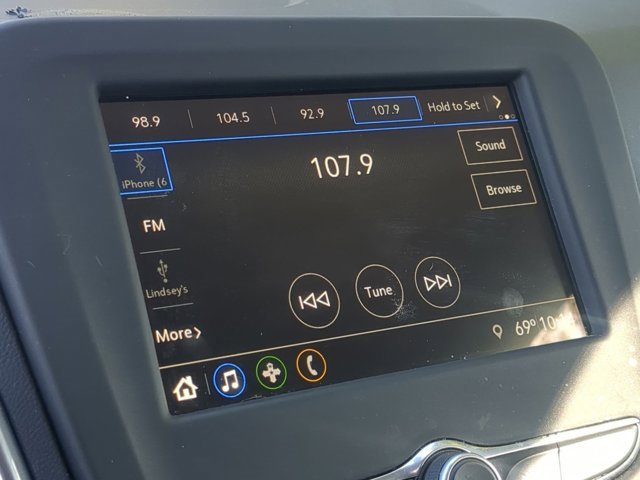 98.9 104.5 92.9 107.9 Hold to Set >
iPhone (6
FM
Lindsey's
More >
107.9
Sound
Browse
Tune
69°